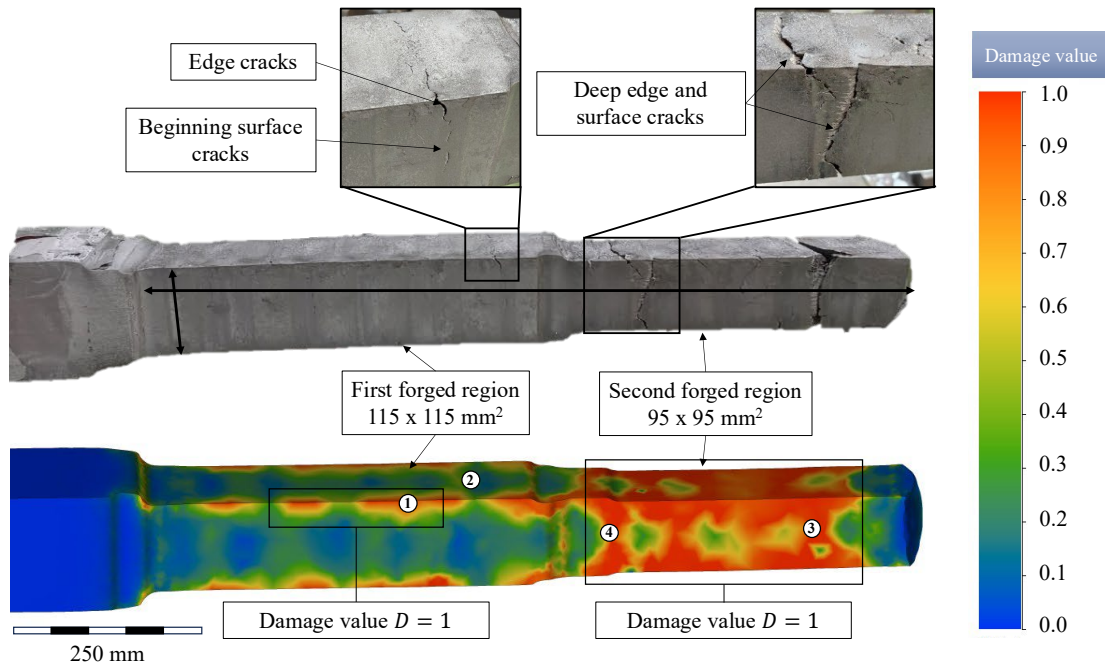 Edge cracks
Beginning surface
cracks
Deep edge and
surface cracks
Damage value
1.0
0.9
0.8
0.7
0.6
0.5
0.4
0.3
0.2
0.1
0.0
First forged region
115 x 115 mm²
Second forged region
95 x 95 mm²
2
1
4
3
Damage value D = 1
Damage value D = 1
250 mm